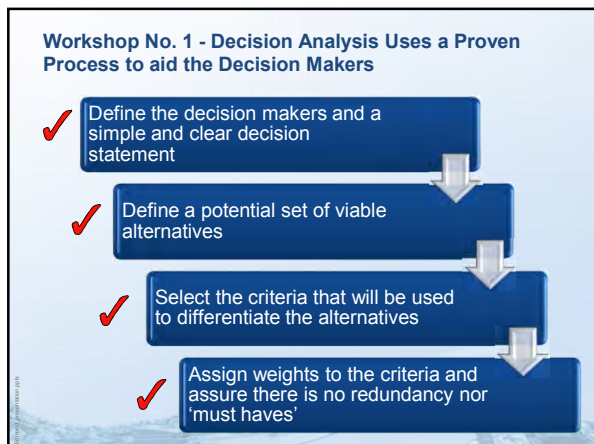 Workshop No. 1 - Decision Analysis Uses a Proven
Process to aid the Decision Makers
Define the decision makers and a
simple and clear decision
statement
Define a potential set of viable
alternatives
Select the criteria that will be used
to differentiate the alternatives
Assign weights to the criteria and
assure there is no redundancy nor
‘must haves’